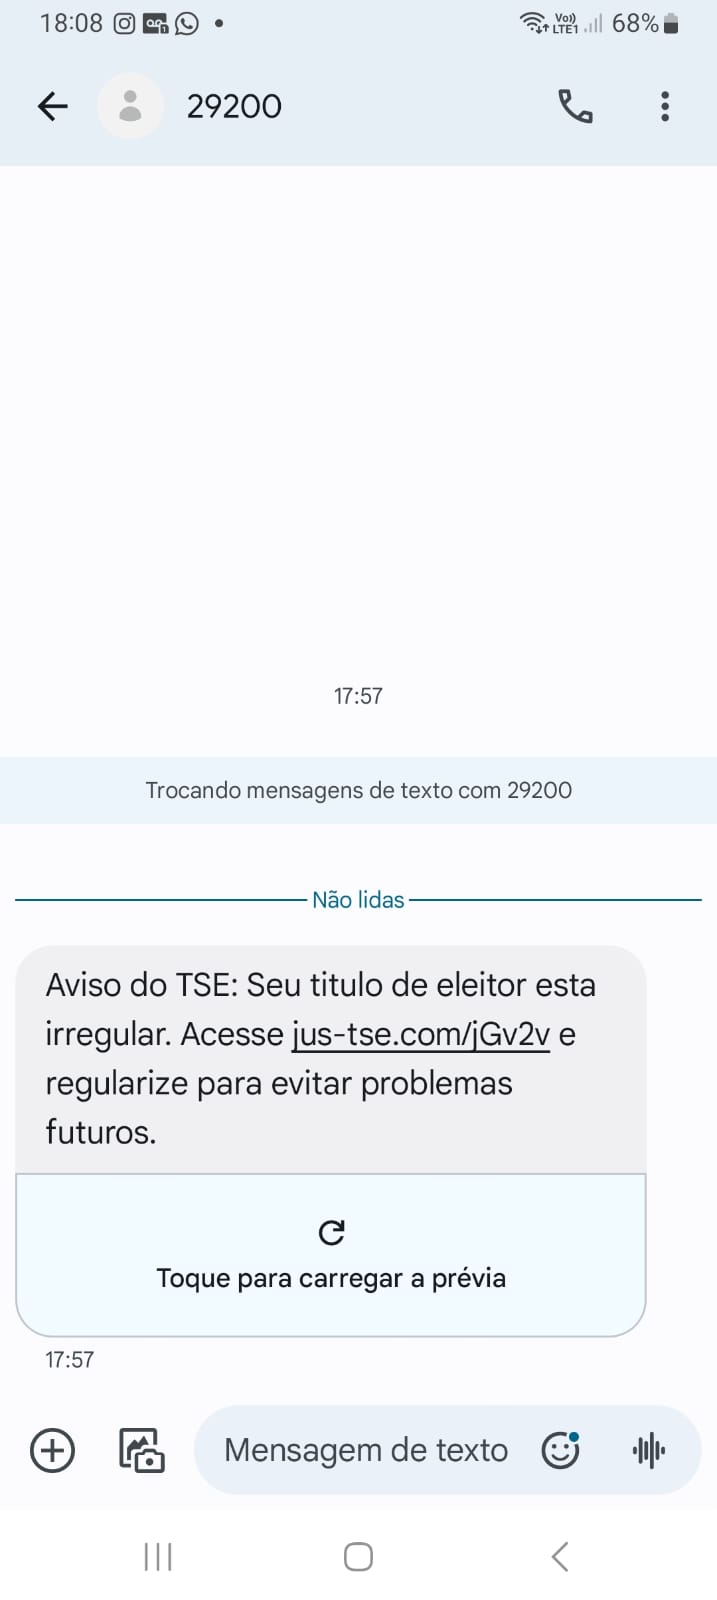 18:08
Vo))
LTE1
68%
29200
17:57
Trocando mensagens de texto com 29200
Não lidas
Aviso do TSE: Seu titulo de eleitor esta
irregular. Acesse jus-tse.com/jGv2v e
regularize para evitar problemas
futuros.
Toque para carregar a prévia
17:57
Mensagem de texto